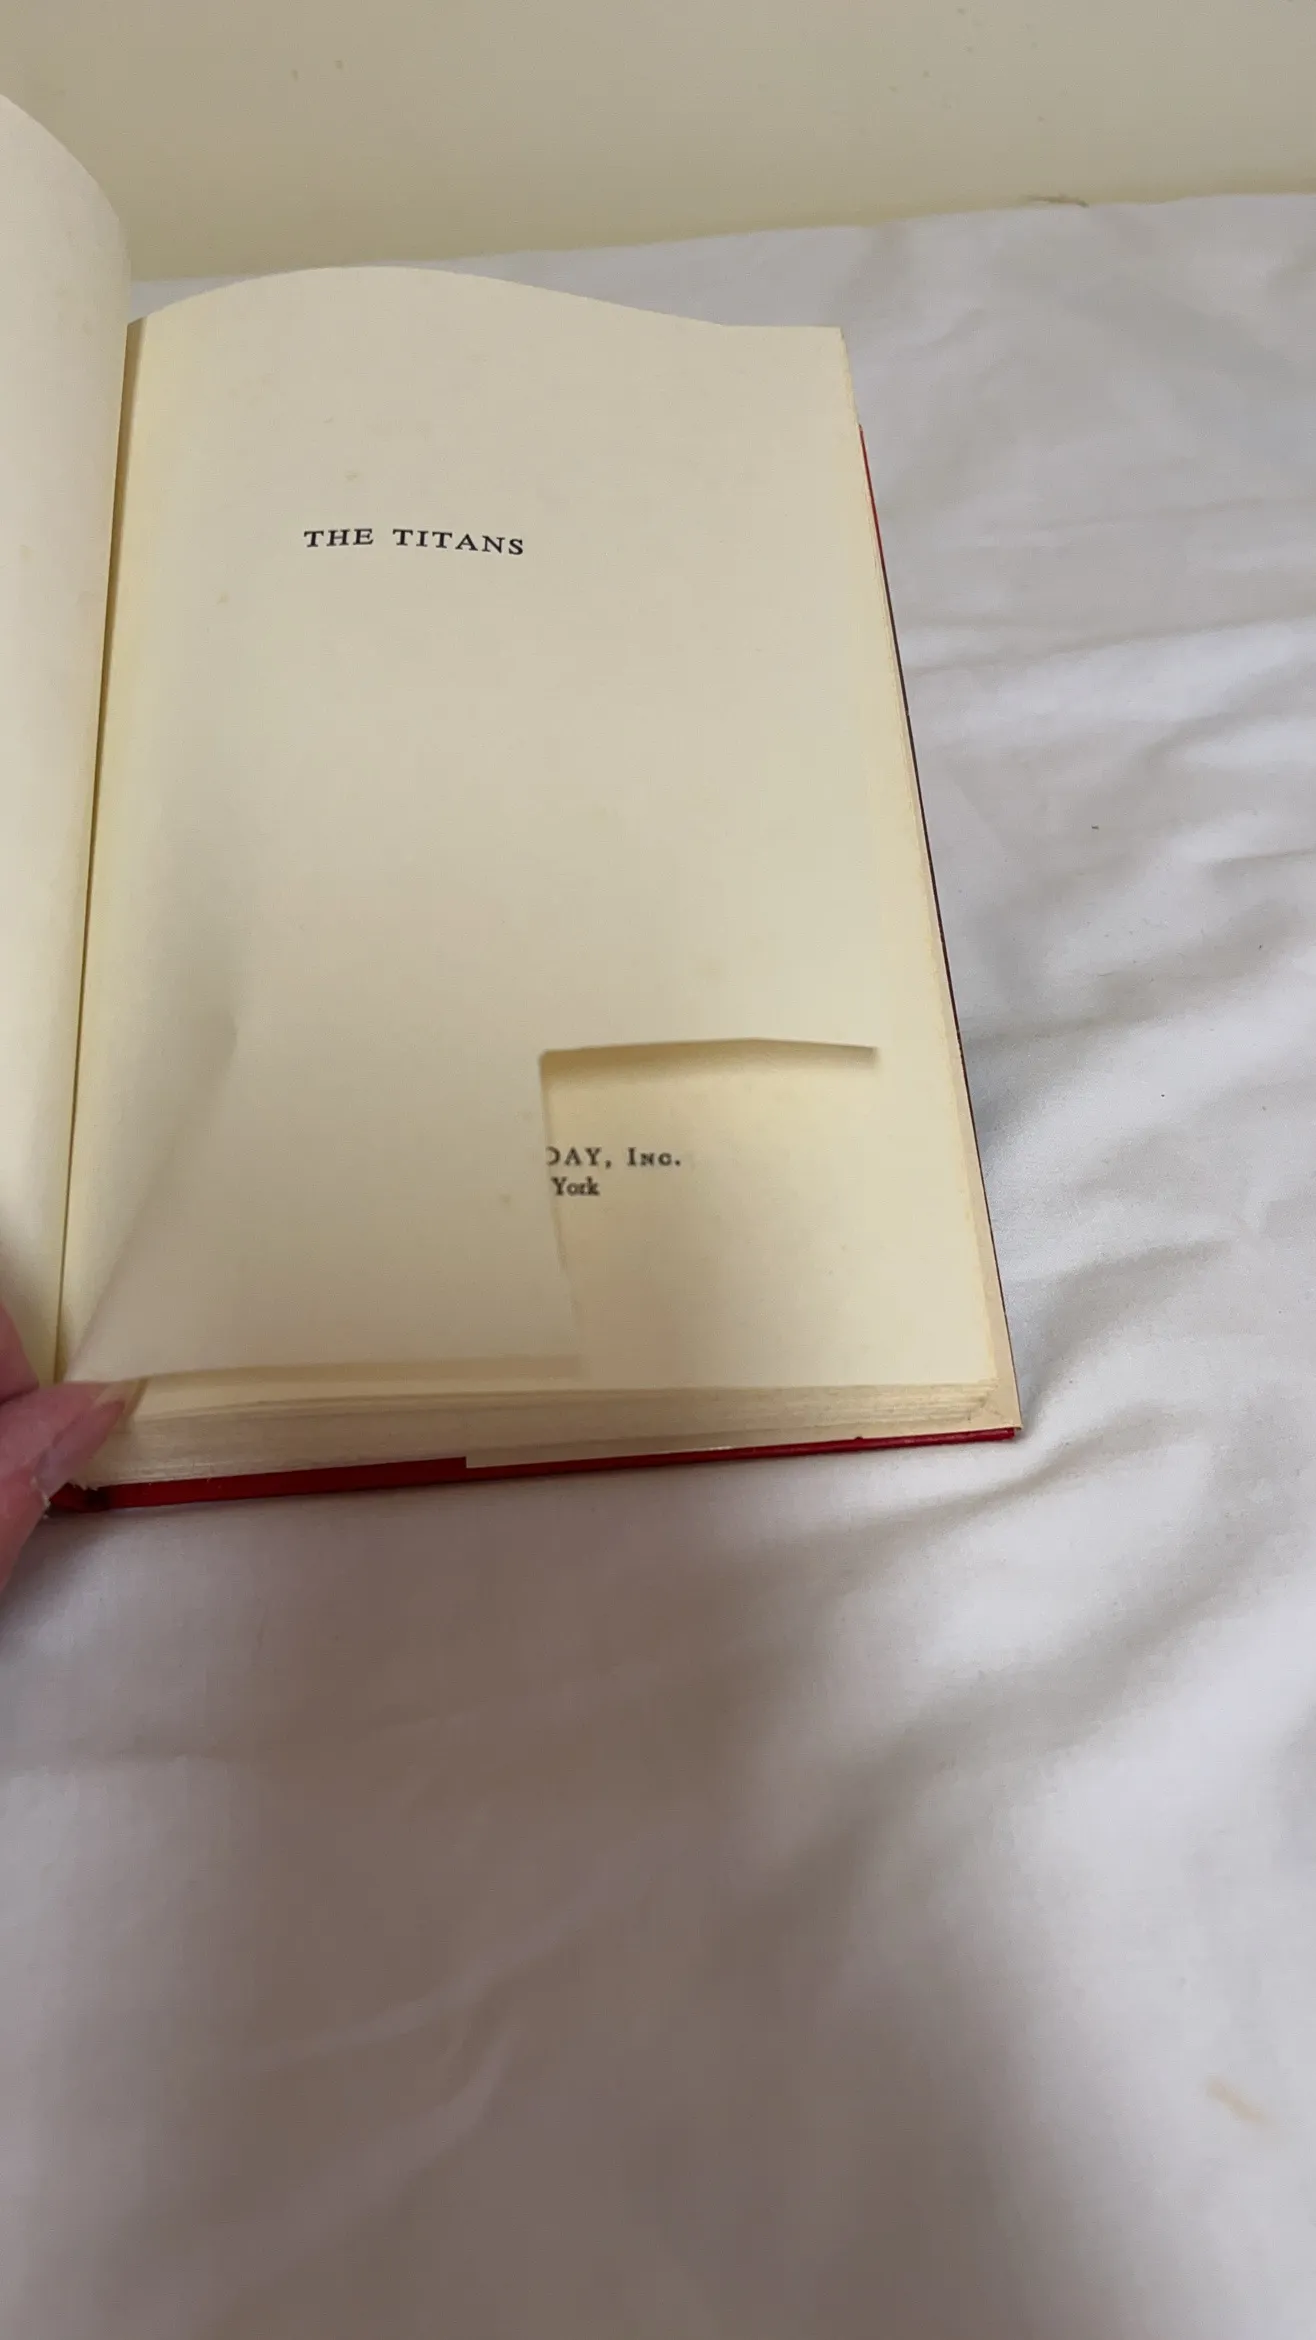 THE TITANS
DAY, INC.
York